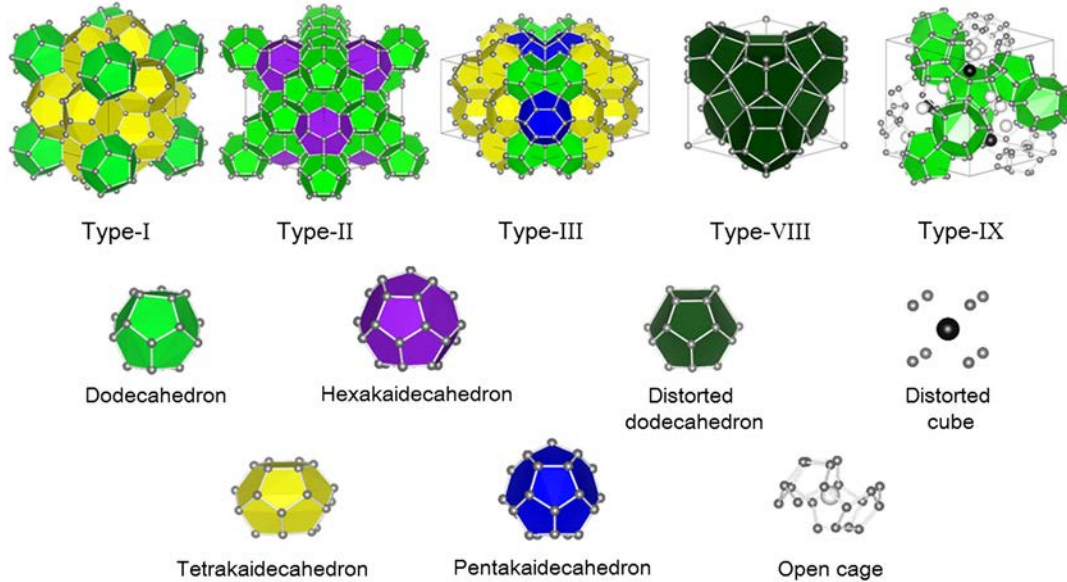 Type-I
Type-II
Type-III
Type-VIII
Type-IX
Dodecahedron
Hexakaidecahedron
Distorted
dodecahedron
Distorted
cube
Tetrakaidecahedron
Pentakaidecahedron
Open cage